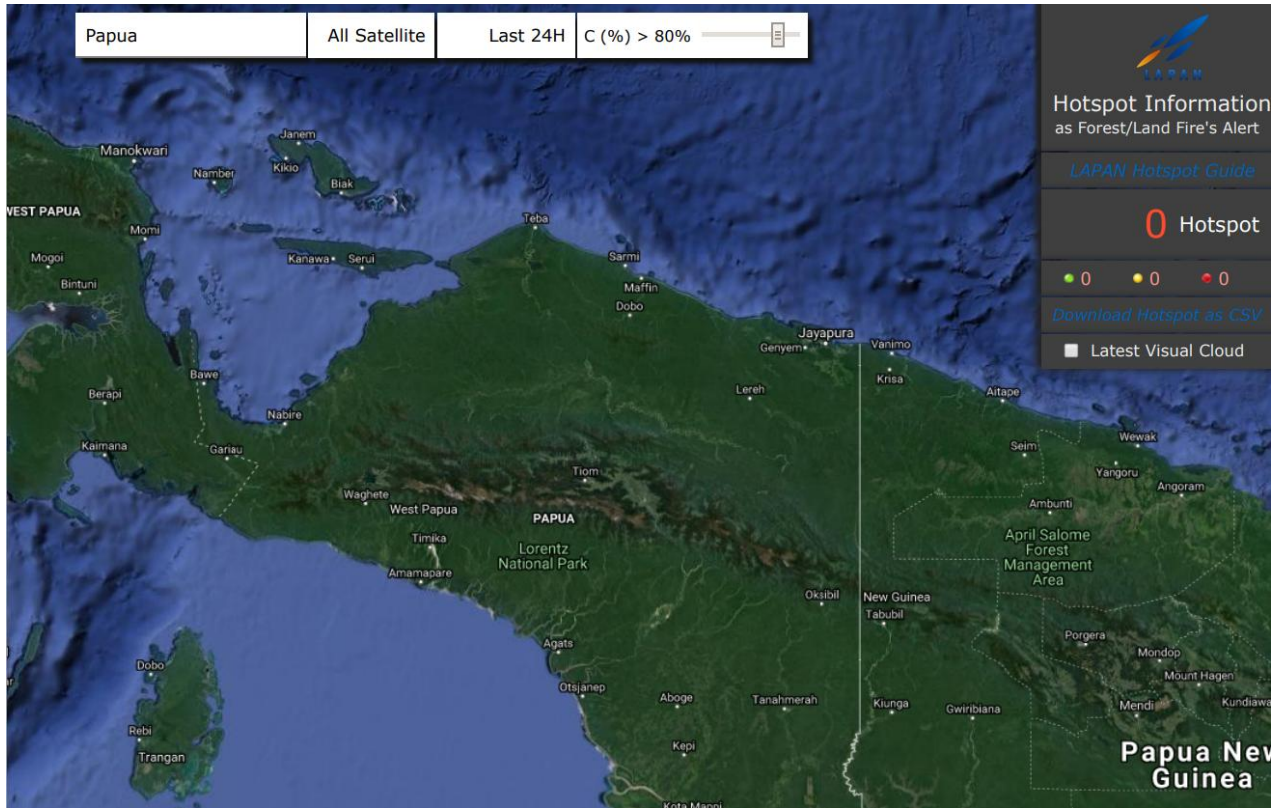 Papua
All Satellite
Last 24H
C (%) > 80%
LAPAN
Hotspot Information
as Forest/Land Fire's Alert
LAPAN Hotspot Guide
0 Hotspot
0 0 0
Download Hotspot as CSV
Latest Visual Cloud
Janem
Manokwari
Kikio
Namber
Biak
WEST PAPUA
Teba
Momi
Mogoi
Kanawa
Serui
Sarmi
Bintuni
Maffin
Dobo
Jayapura
Genyem
Vanimo
Bawe
Krisa
Berapi
Lereh
Aitape
Nabire
Kaimana
Gariau
Seim
Wewak
Tiom
Yangoru
Waghete
Angoram
West Papua
Ambunti
PAPUA
Timika
April Salome
Forest
Management
Area
Lorentz
National Park
Amamapare
Oksibil
New Guinea
Tabubil
Porgera
Agats
Mondop
Dobo
Mount Hagen
Otsjanep
Aboge
Tanahmerah
Kiunga
Gwiribiana
Mendi
Kundiawa
Rebi
Kepi
Trangan
Papua New
Guinea